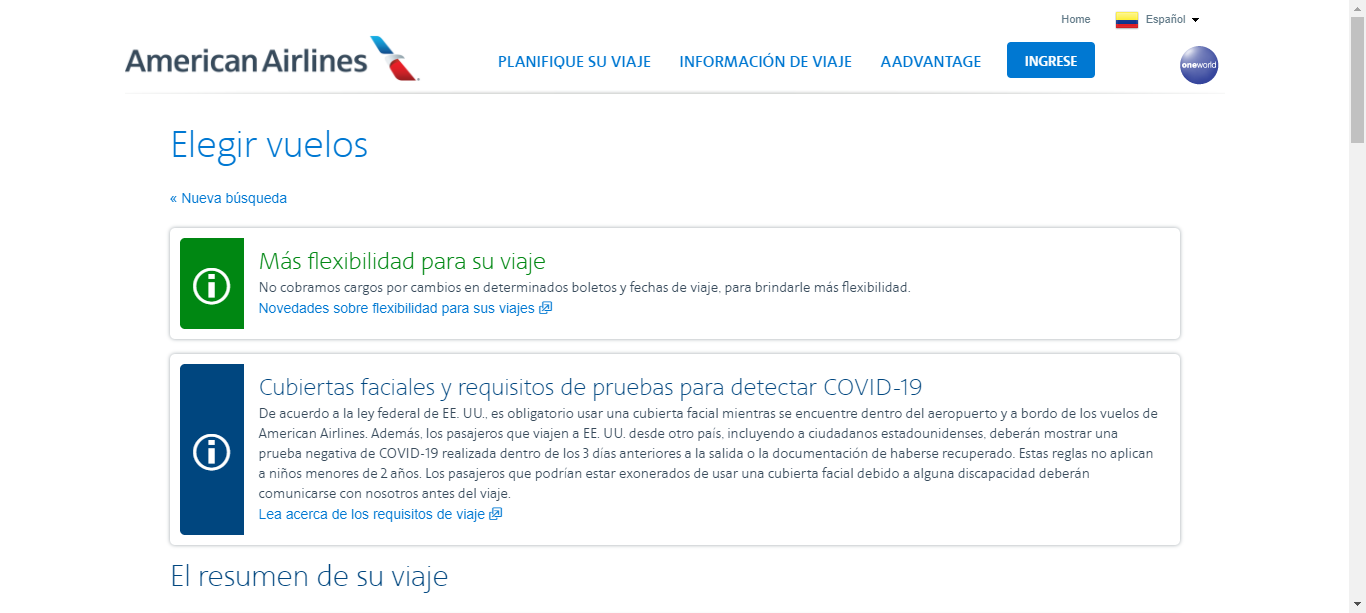 Home
Español
American Airlines
PLANIFIQUE SU VIAJE
INFORMACIÓN DE VIAJE
AADVANTAGE
INGRESE
oneworld
Elegir vuelos
« Nueva búsqueda
Más flexibilidad para su viaje
No cobramos cargos por cambios en determinados boletos y fechas de viaje, para brindarle más flexibilidad.
Novedades sobre flexibilidad para sus viajes
Cubiertas faciales y requisitos de pruebas para detectar COVID-19
De acuerdo a la ley federal de EE. UU., es obligatorio usar una cubierta facial mientras se encuentre dentro del aeropuerto y a bordo de los vuelos de
American Airlines. Además, los pasajeros que viajen a EE. UU. desde otro país, incluyendo a ciudadanos estadounidenses, deberán mostrar una
prueba negativa de COVID-19 realizada dentro de los 3 días anteriores a la salida o la documentación de haberse recuperado. Estas reglas no aplican
a niños menores de 2 años. Los pasajeros que podrían estar exonerados de usar una cubierta facial debido a alguna discapacidad deberán
comunicarse con nosotros antes del viaje.
Lea acerca de los requisitos de viaje
El resumen de su viaje